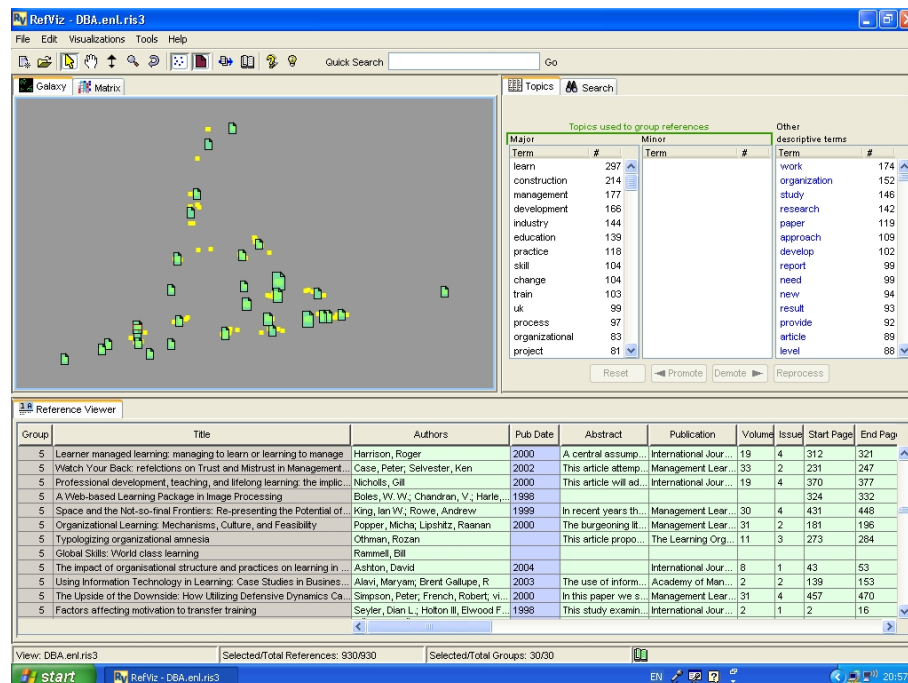 RefViz - DBA.enl.ris3
File Edit Visualizations Tools Help
Quick Search Go
Galaxy Matrix
Topics Search
Topics used to group references Other
Major Minor descriptive terms
Term # Term # Term #
learn 297 work 174
construction 214 organization 152
management 177 study 146
development 166 research 142
industry 144 paper 119
education 139 approach 109
practice 118 develop 102
skill 104 report 99
change 104 need 99
train 103 new 94
uk 99 result 93
process 97 provide 92
organizational 83 article 89
project 81 level 88
Reset Promote Demote Reprocess
Reference Viewer
Group Title Authors Pub Date Abstract Publication Volume Issue Start Page End Pag
5 Learner managed learning: managing to learn or learning to manage Harrison, Roger 2000 A central assump... International Jour... 19 4 312 321
5 Watch Your Back: refelctions on Trust and Mistrust in Management... Case, Peter; Selvester, Ken 2002 This article attemp... Management Lear... 33 2 231 247
5 Professional development, teaching, and lifelong learning: the implic... Nicholls, Gill 2000 This article will ad... International Jour... 19 4 370 377
5 A Web-based Learning Package in Image Processing Boles, W. W.; Chandran, V.; Harle,... 1998 324 332
5 Space and the Not-so-final Frontiers: Re-presenting the Potential of... King, Ian W.; Rowe, Andrew 1999 In recent years th... Management Lear... 30 4 431 448
5 Organizational Learning: Mechanisms, Culture, and Feasibility Popper, Micha; Lipshitz, Raanan 2000 The burgeoning lit... Management Lear... 31 2 181 196
5 Typologizing organizational amnesia Othman, Rozan This article propo... The Learning Org... 11 3 273 284
5 Global Skills: World class learning Rammell, Bill
5 The impact of organisational structure and practices on learning in ... Ashton, David 2004 International Jour... 8 1 43 53
5 Using Information Technology in Learning: Case Studies in Busines... Alavi, Maryam; Brent Gallupe, R 2003 The use of inform... Academy of Man... 2 2 139 153
5 The Upside of the Downside: How Utilizing Defensive Dynamics Ca... Simpson, Peter; French, Robert; vi... 2000 In this paper we s... Management Lear... 31 4 457 470
5 Factors affecting motivation to transfer training Seyler, Dian L.; Holton III, Elwood F... 1998 This study examin... International Jour... 2 1 2 16
View: DBA.enl.ris3 Selected/Total References: 930/930 Selected/Total Groups: 30/30
start RefViz - DBA.enl.ris3 EN 20:57